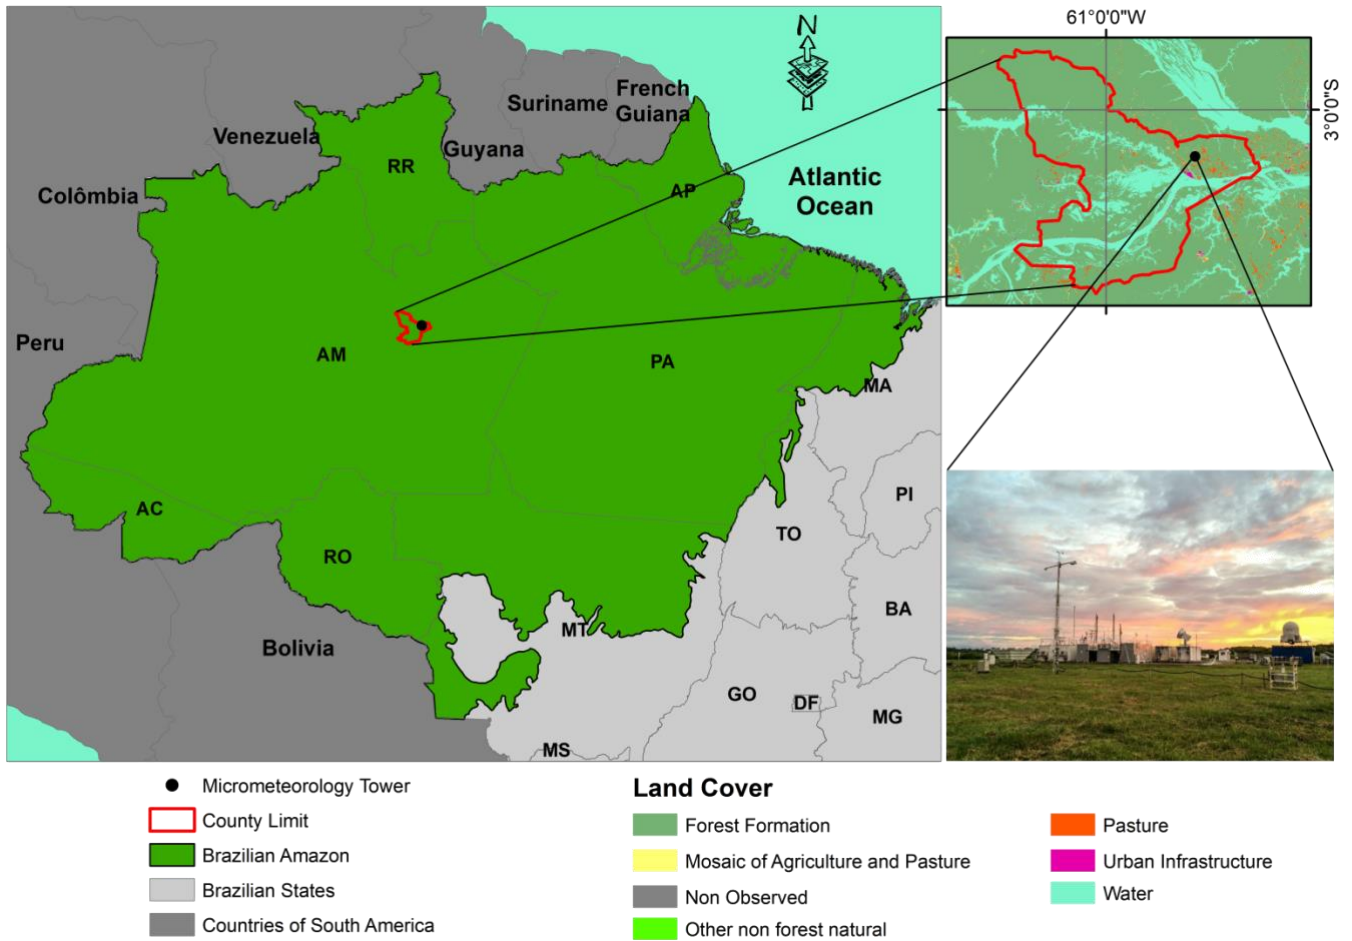 61°0'0"W
3°0'0"S
N
French
Guiana
Suriname
Venezuela
Guyana
RR
Colômbia
AP
Atlantic
Ocean
Peru
AM
PA
MA
PI
AC
TO
RO
BA
MT
Bolivia
GO
DF
MG
MS
Micrometeorology Tower
County Limit
Brazilian Amazon
Brazilian States
Countries of South America
Land Cover
Forest Formation
Mosaic of Agriculture and Pasture
Non Observed
Other non forest natural
Pasture
Urban Infrastructure
Water